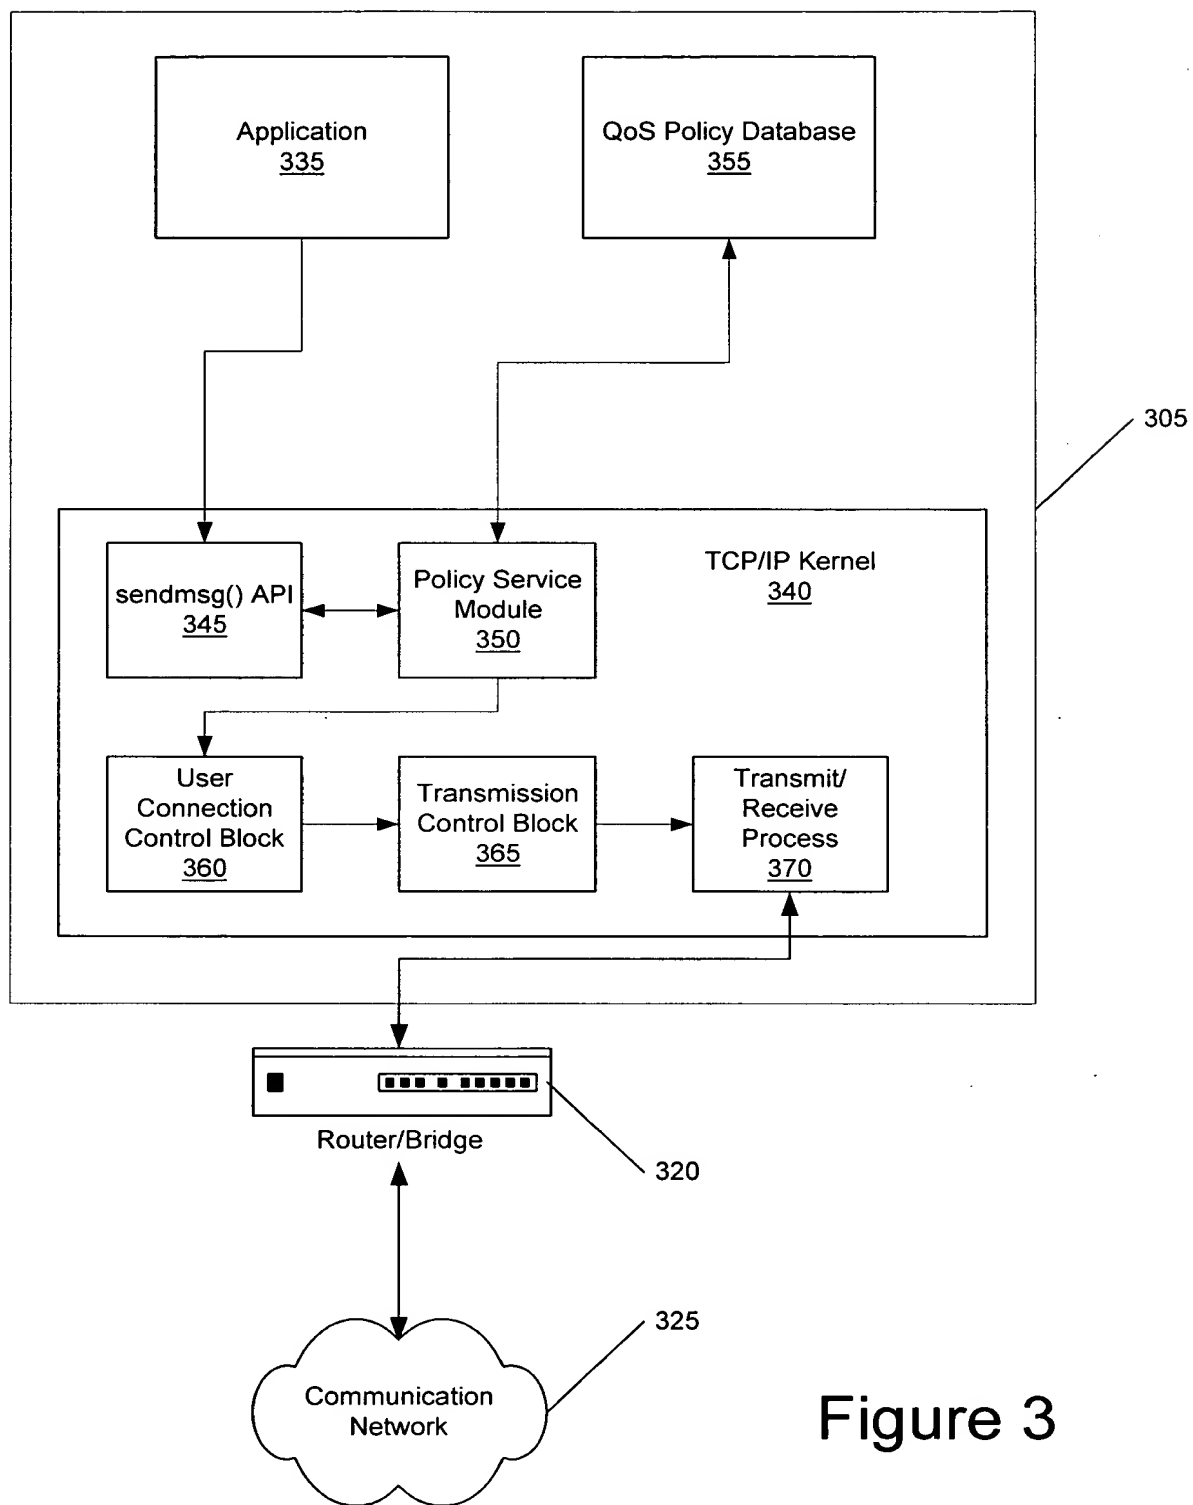 Application
335
QoS Policy Database
355
305
sendmsg() API
345
Policy Service
Module
350
TCP/IP Kernel
340
User
Connection
Control Block
360
Transmission
Control Block
365
Transmit/
Receive
Process
370
Router/Bridge
320
325
Communication
Network
Figure 3